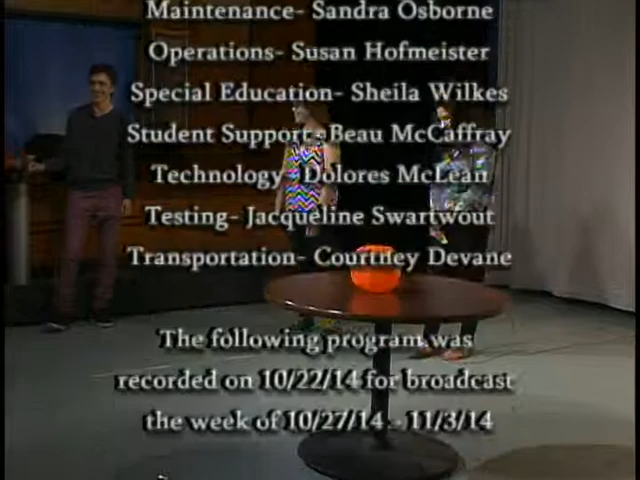 Maintenance- Sandra Osborne
Operations- Susan Hofmeister
Special Education- Sheila Wilkes
Student Support- Beau McCaffray
Technology- Dolores McLean
Testing- Jacqueline Swartwout
Transportation- Courtney Devane
The following program was
recorded on 10/22/14 for broadcast
the week of 10/27/14 - 11/3/14